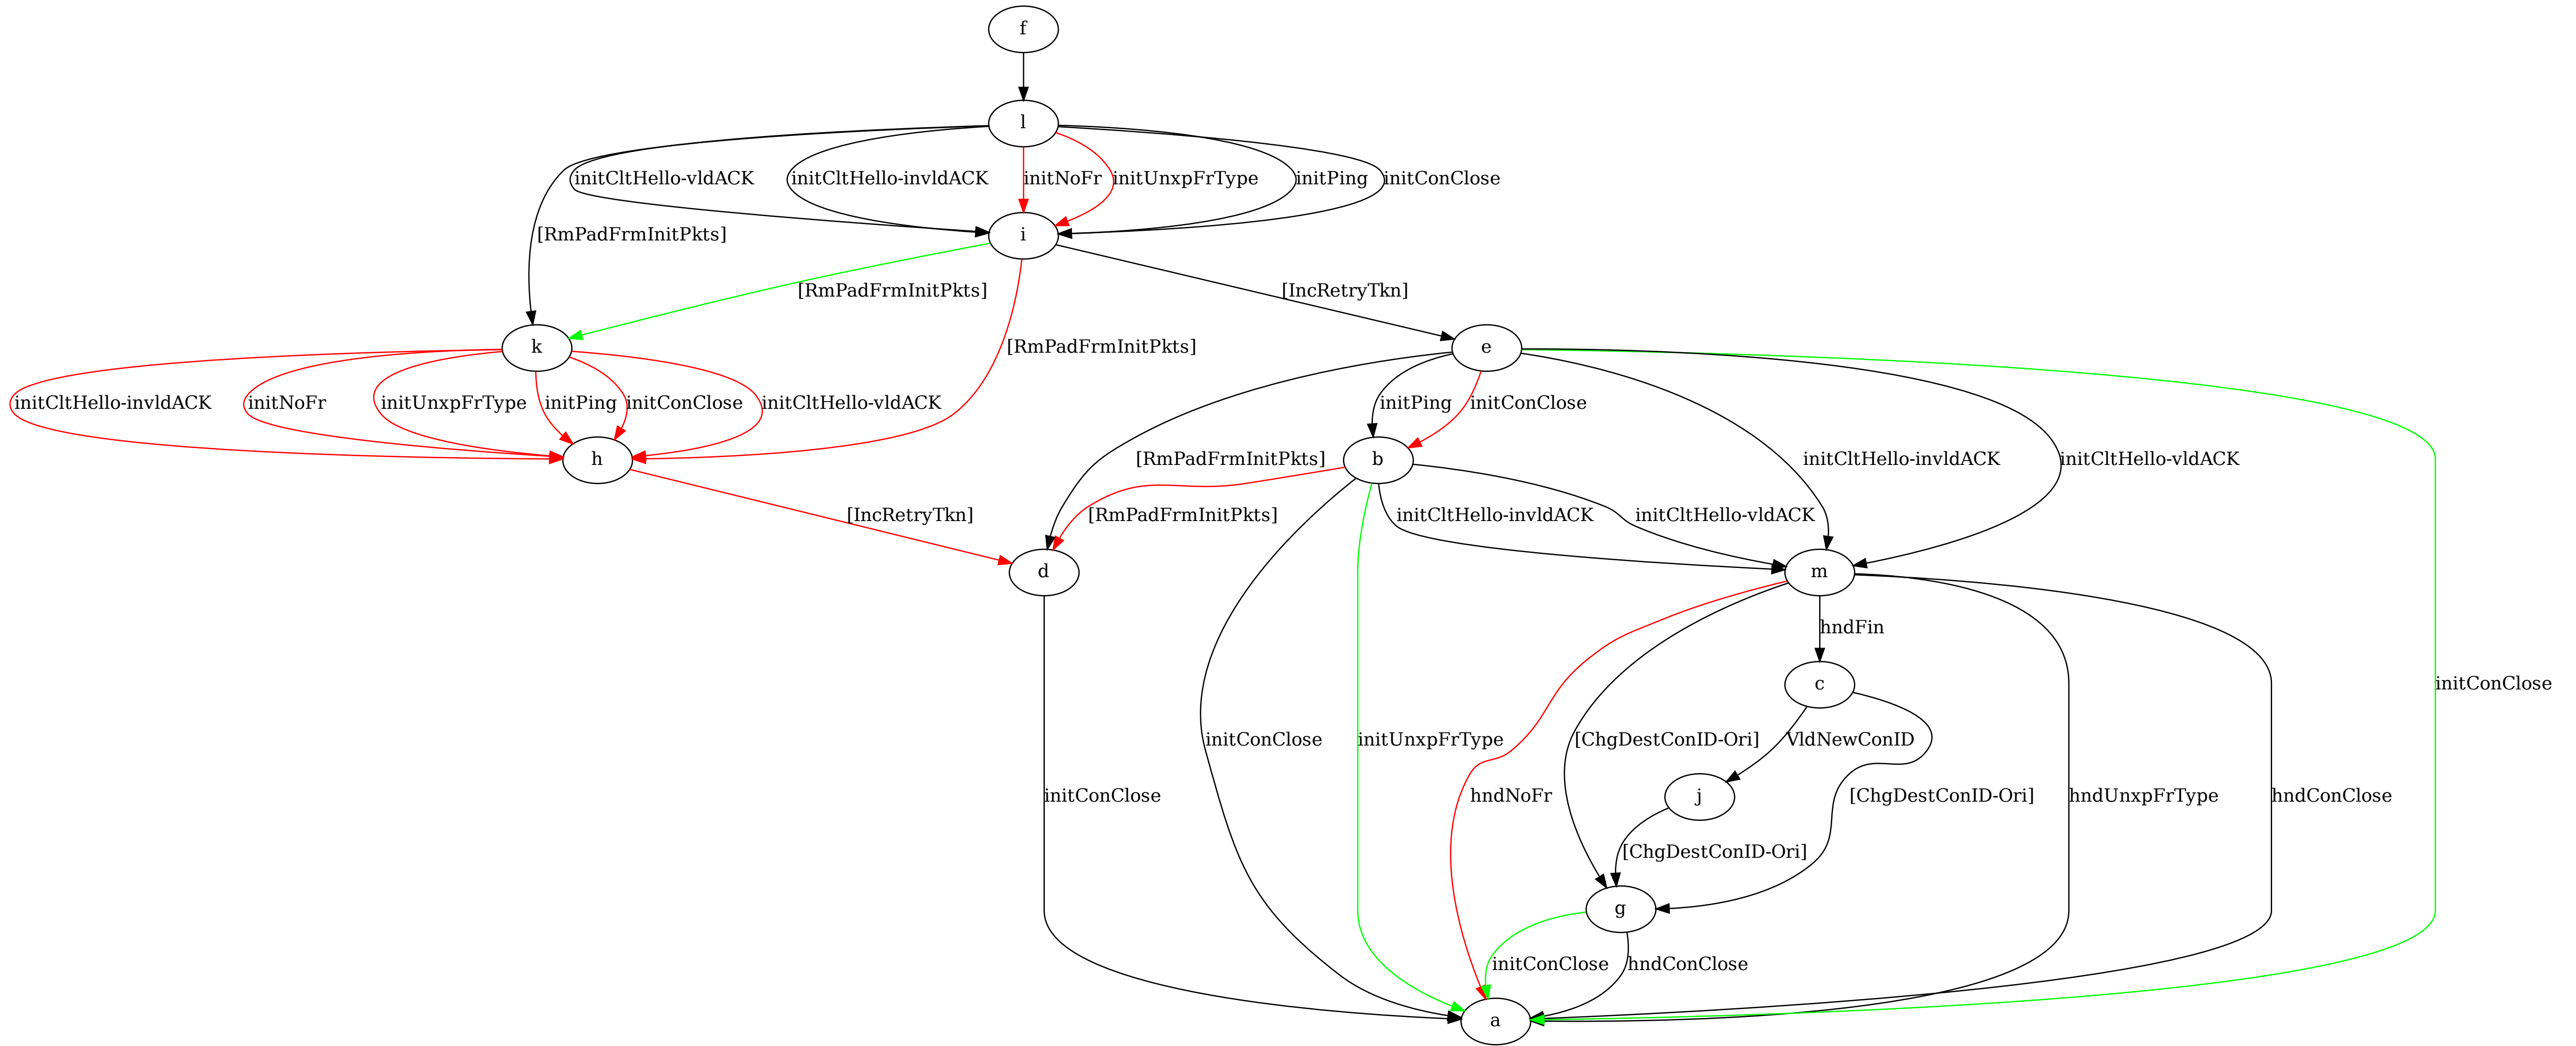 f
l
initCltHello-vldACK
initCltHello-invldACK
initNoFr
initUnxpFrType
initPing
initConClose
[RmPadFrmInitPkts]
i
[RmPadFrmInitPkts]
[IncRetryTkn]
k
[RmPadFrmInitPkts]
e
initCltHello-invldACK
initNoFr
initUnxpFrType
initPing
initConClose
initCltHello-vldACK
initPing
initConClose
h
[RmPadFrmInitPkts]
b
initCltHello-invldACK
initCltHello-vldACK
[IncRetryTkn]
[RmPadFrmInitPkts]
initCltHello-invldACK
initCltHello-vldACK
d
m
hndFin
c
initConClose
initConClose
initUnxpFrType
[ChgDestConID-Ori]
VldNewConID
initConClose
hndNoFr
j
[ChgDestConID-Ori]
hndUnxpFrType
hndConClose
[ChgDestConID-Ori]
g
initConClose
hndConClose
a